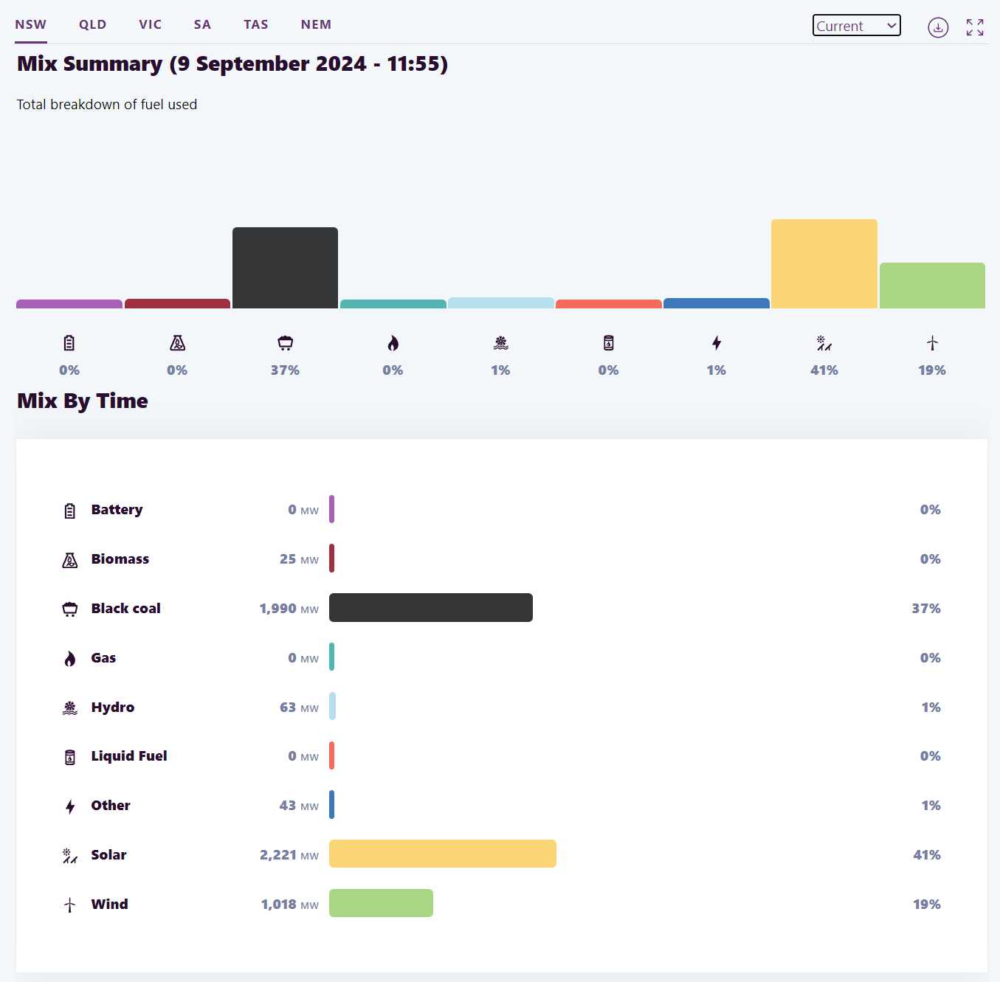 NSW QLD VIC SA TAS NEM Current
Mix Summary (9 September 2024 - 11:55)
Total breakdown of fuel used
0% 0% 37% 0% 1% 0% 1% 41% 19%
Mix By Time
Battery 0 MW 0%
Biomass 25 MW 0%
Black coal 1,990 MW 37%
Gas 0 MW 0%
Hydro 63 MW 1%
Liquid Fuel 0 MW 0%
Other 43 MW 1%
Solar 2,221 MW 41%
Wind 1,018 MW 19%